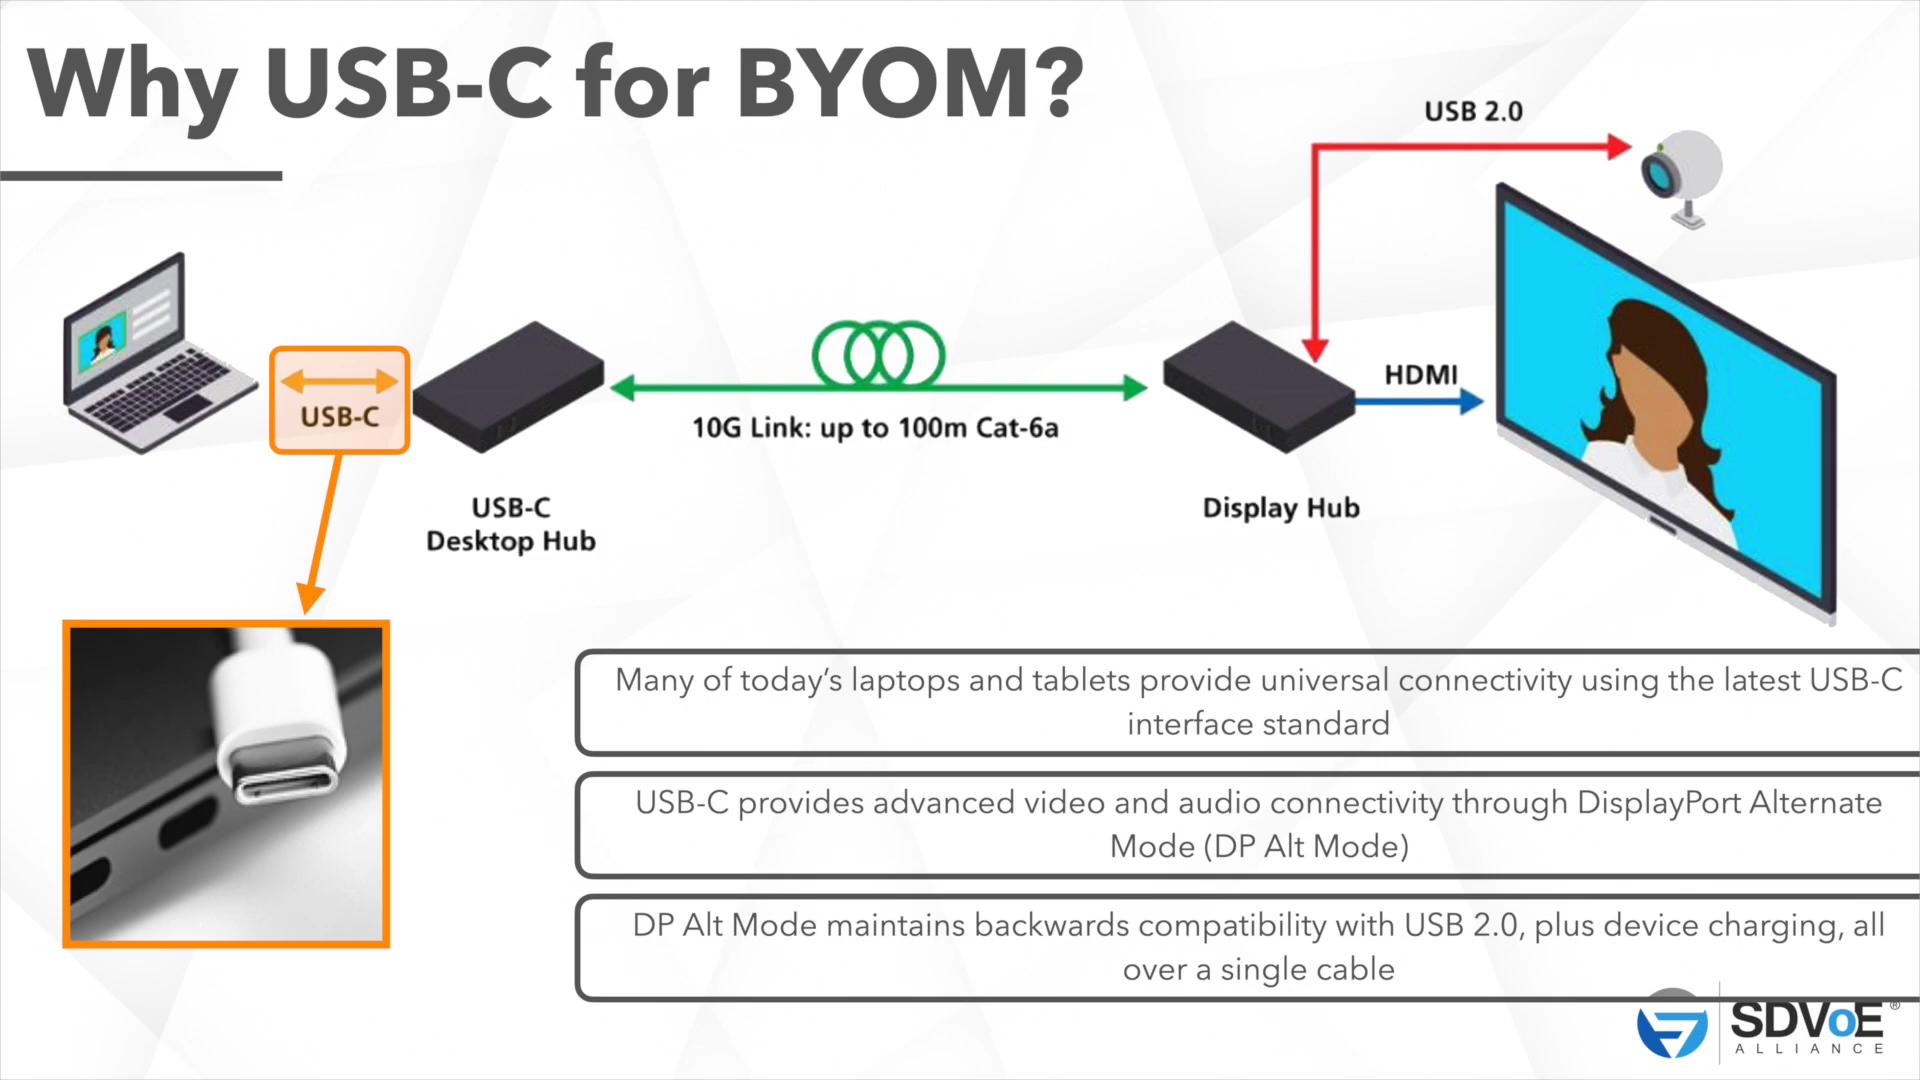 Why USB-C for BYOM?
USB 2.0
HDMI
USB-C
10G Link: up to 100m Cat-6a
USB-C
Desktop Hub
Display Hub
Many of today’s laptops and tablets provide universal connectivity using the latest USB-C
interface standard
USB-C provides advanced video and audio connectivity through DisplayPort Alternate
Mode (DP Alt Mode)
DP Alt Mode maintains backwards compatibility with USB 2.0, plus device charging, all
over a single cable
SDVoE®
ALLIANCE